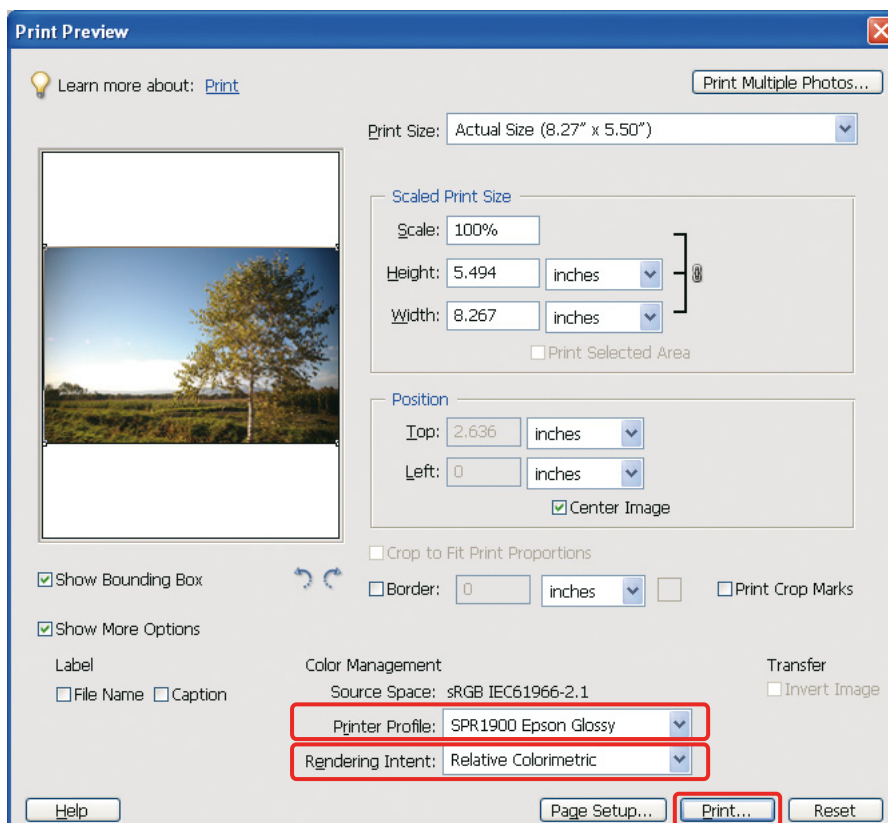 Print Preview
Learn more about: Print
Print Multiple Photos...
Print Size: Actual Size (8.27" x 5.50")
Scaled Print Size
Scale: 100%
Height: 5.494 inches
Width: 8.267 inches
Print Selected Area
Position
Top: 2.636 inches
Left: 0 inches
Center Image
Crop to Fit Print Proportions
Show Bounding Box
Border: 0 inches
Print Crop Marks
Show More Options
Label
File Name Caption
Color Management
Source Space: sRGB IEC61966-2.1
Printer Profile: SPR1900 Epson Glossy
Rendering Intent: Relative Colorimetric
Transfer
Invert Image
Help
Page Setup...
Print...
Reset